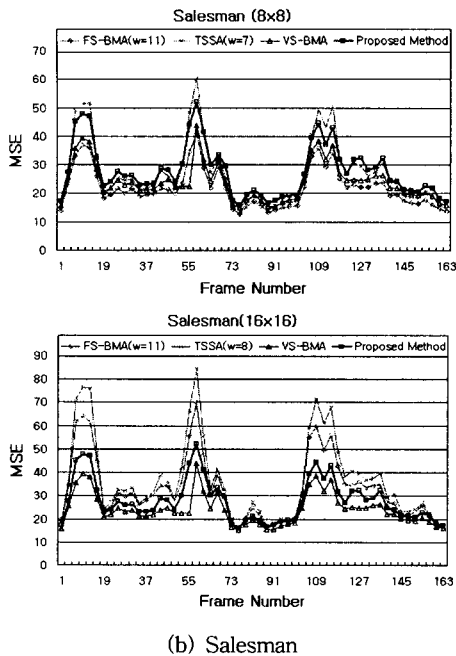 Salesman (8x8)
FS-BMA(w=11) TSSA(w=7) VS-BMA Proposed Method
70
60
50
40
30
20
10
0
MSE
1 19 37 55 73 91 109 127 145 163
Frame Number
Salesman(16x16)
FS-BMA(w=11) TSSA(w=8) VS-BMA Proposed Method
90
80
70
60
50
40
30
20
10
0
MSE
1 19 37 55 73 91 109 127 145 163
Frame Number
(b) Salesman